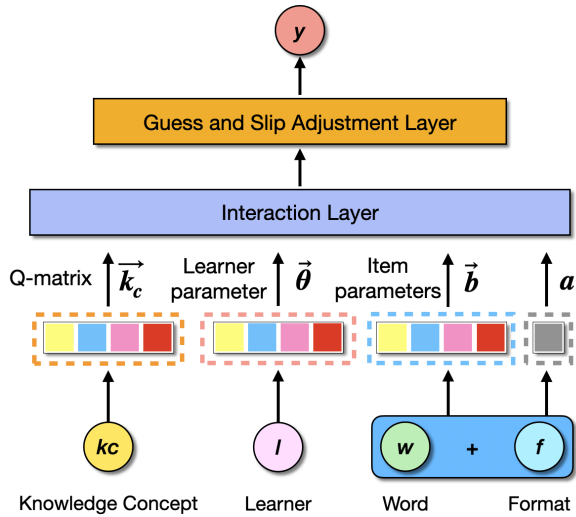 y
Guess and Slip Adjustment Layer
Interaction Layer
Q-matrix
k_c
Learner
parameter
θ
Item
parameters
b
a
kc
l
w
+
f
Knowledge Concept
Learner
Word
Format